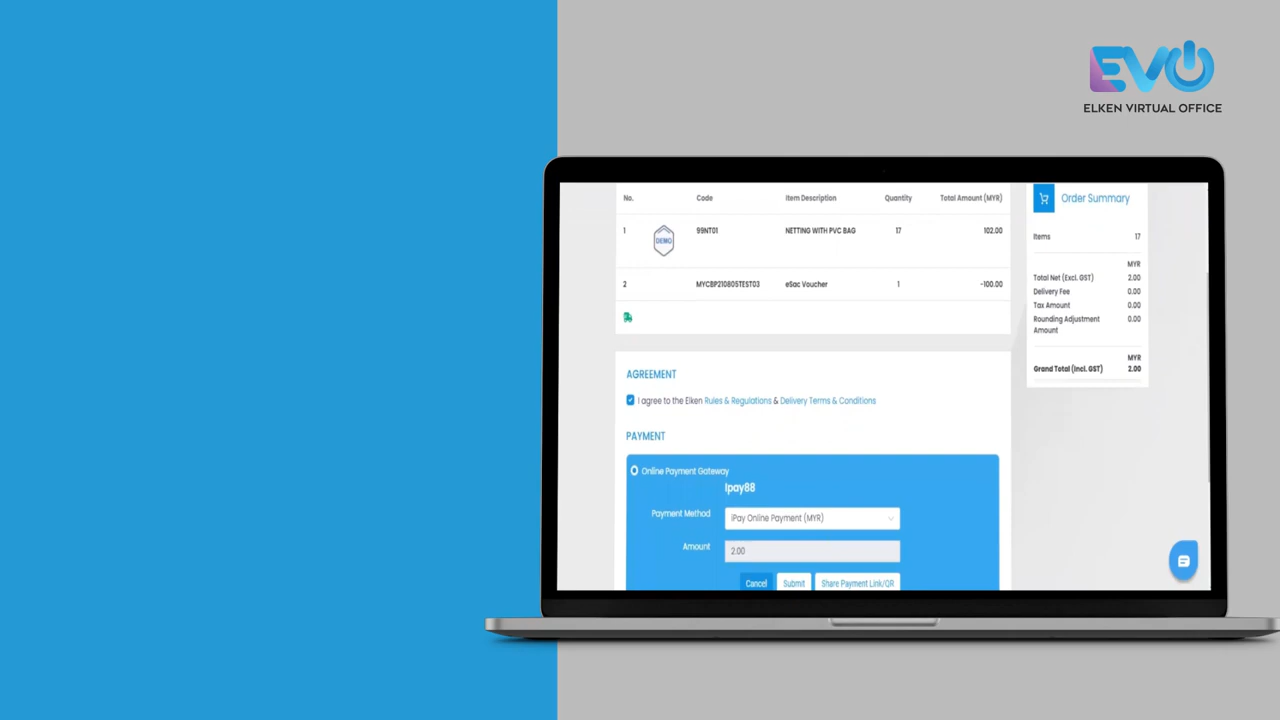 EVO
ELKEN VIRTUAL OFFICE
No. Code Item Description Quantity Total Amount (MYR)
1 DEMO 99NT01 NETTING WITH PVC BAG 17 102.00
2 MYCBP210805TEST03 eSac Voucher 1 -100.00
AGREEMENT
I agree to the Elken Rules & Regulations & Delivery Terms & Conditions
PAYMENT
Online Payment Gateway
Ipay88
Payment Method iPay Online Payment (MYR)
Amount 2.00
Cancel Submit Share Payment Link/QR
Order Summary
Items 17
MYR
Total Net (Excl. GST) 2.00
Delivery Fee 0.00
Tax Amount 0.00
Rounding Adjustment 0.00
Amount
MYR
Grand Total (Incl. GST) 2.00